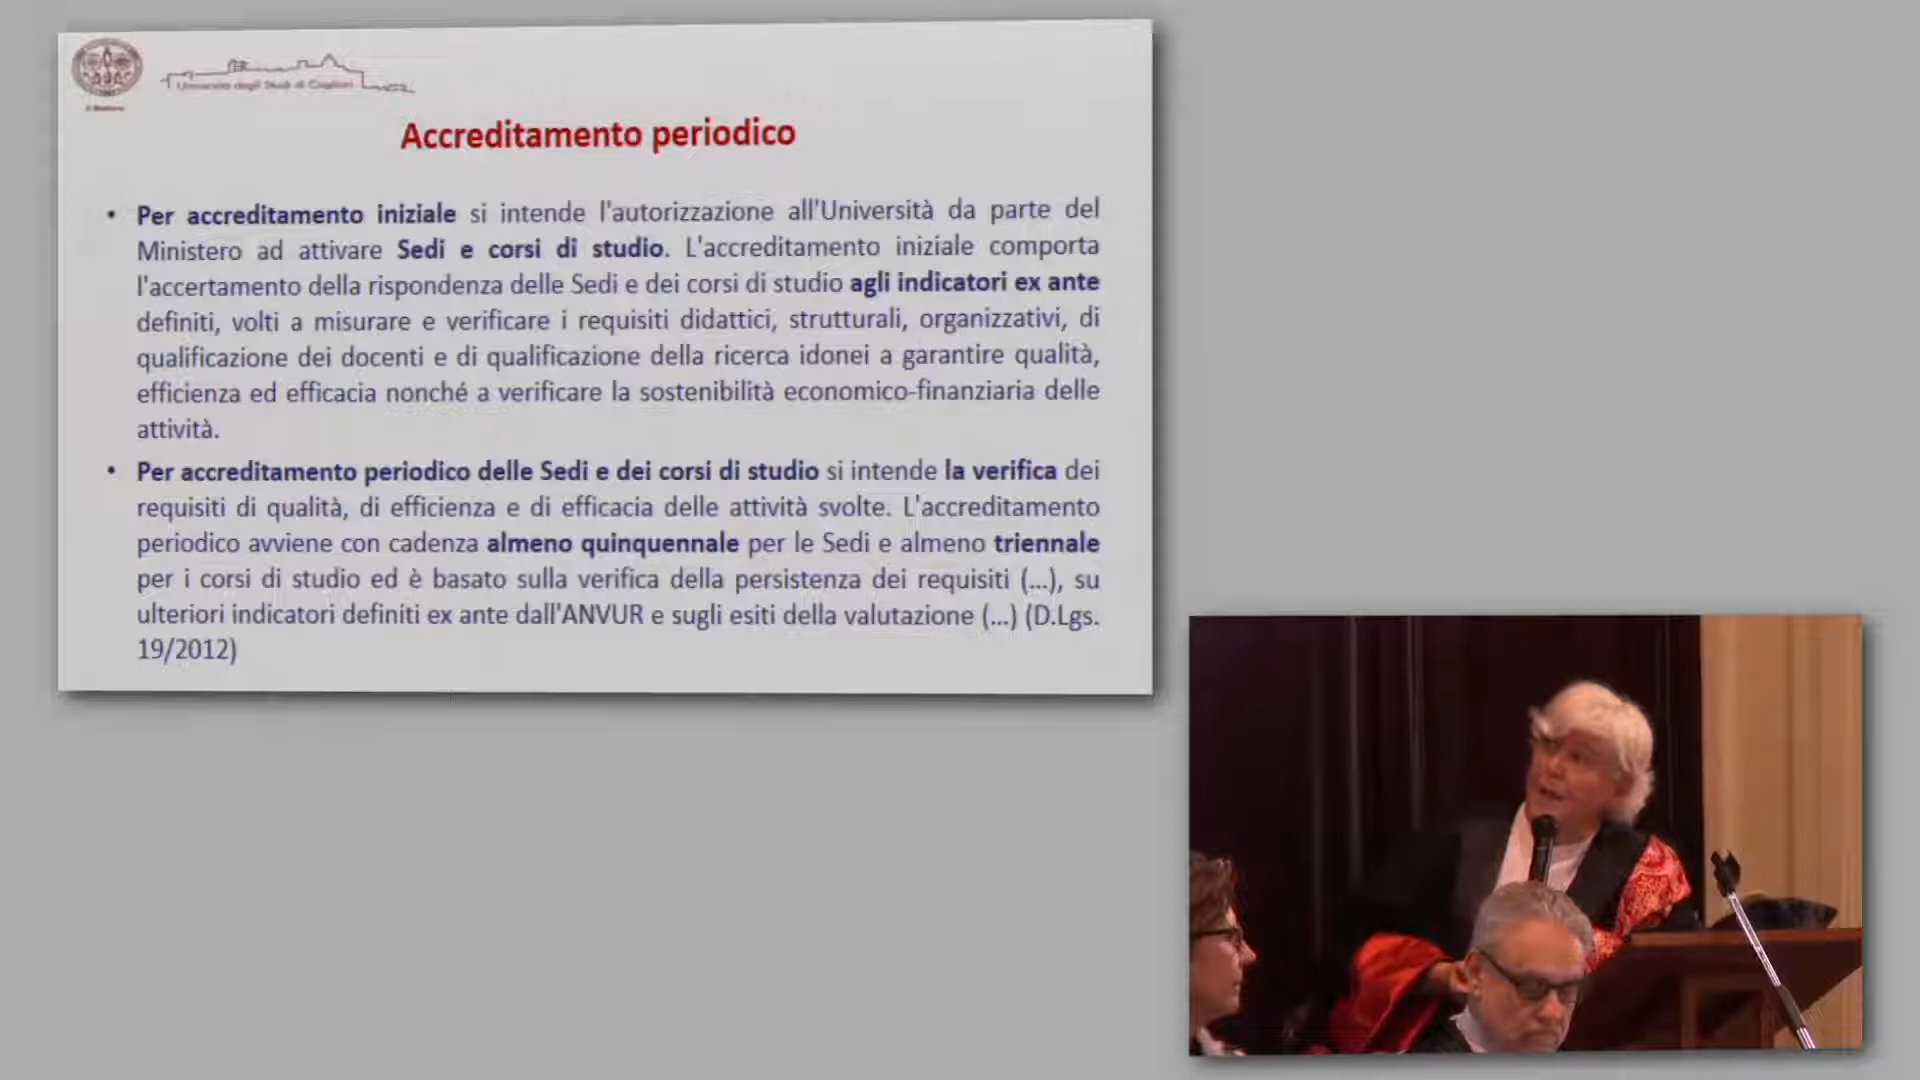 Università degli Studi di Cagliari
Accreditamento periodico
• Per accreditamento iniziale si intende l'autorizzazione all'Università da parte del
Ministero ad attivare Sedi e corsi di studio. L'accreditamento iniziale comporta
l'accertamento della rispondenza delle Sedi e dei corsi di studio agli indicatori ex ante
definiti, volti a misurare e verificare i requisiti didattici, strutturali, organizzativi, di
qualificazione dei docenti e di qualificazione della ricerca idonei a garantire qualità,
efficienza ed efficacia nonché a verificare la sostenibilità economico-finanziaria delle
attività.
• Per accreditamento periodico delle Sedi e dei corsi di studio si intende la verifica dei
requisiti di qualità, di efficienza e di efficacia delle attività svolte. L'accreditamento
periodico avviene con cadenza almeno quinquennale per le Sedi e almeno triennale
per i corsi di studio ed è basato sulla verifica della persistenza dei requisiti (...), su
ulteriori indicatori definiti ex ante dall'ANVUR e sugli esiti della valutazione (...) (D.Lgs.
19/2012)